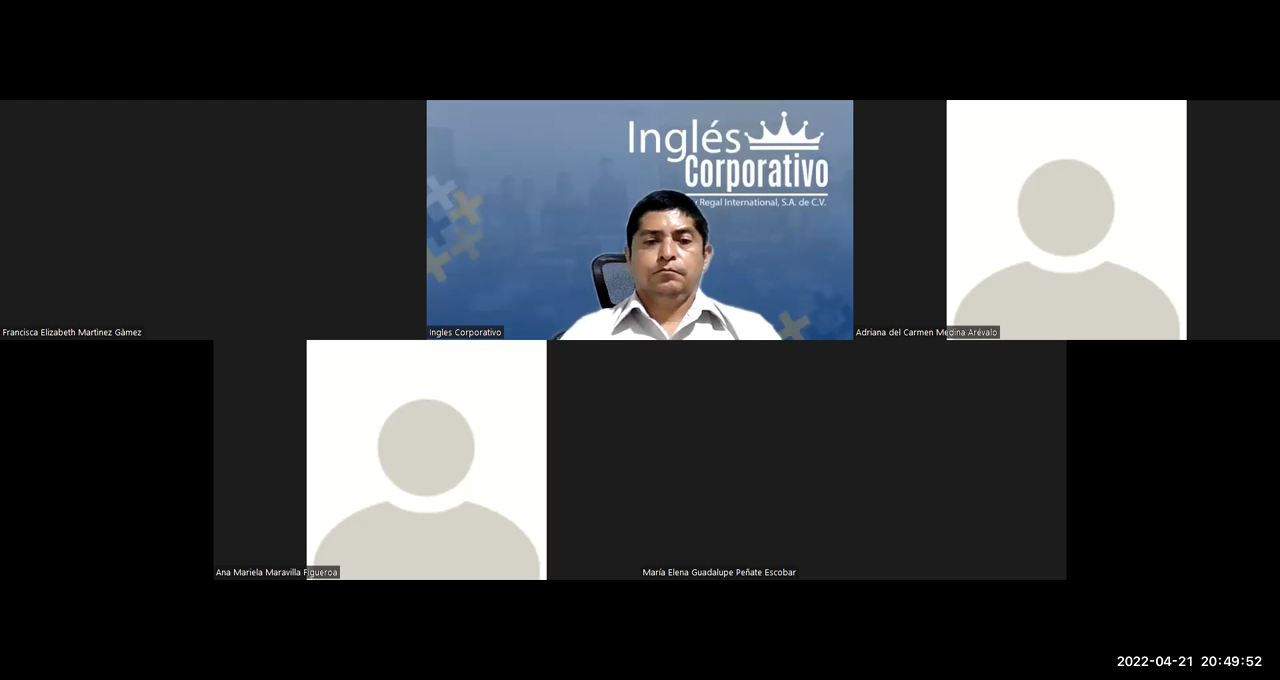 Inglés
Corporativo
y Regal International, S.A. de C.V.
Francisca Elizabeth Martìnez Gàmez
Ingles Corporativo
Adriana del Carmen Medina Arévalo
Ana Mariela Maravilla Figueroa
María Elena Guadalupe Peñate Escobar
2022-04-21 20:49:52